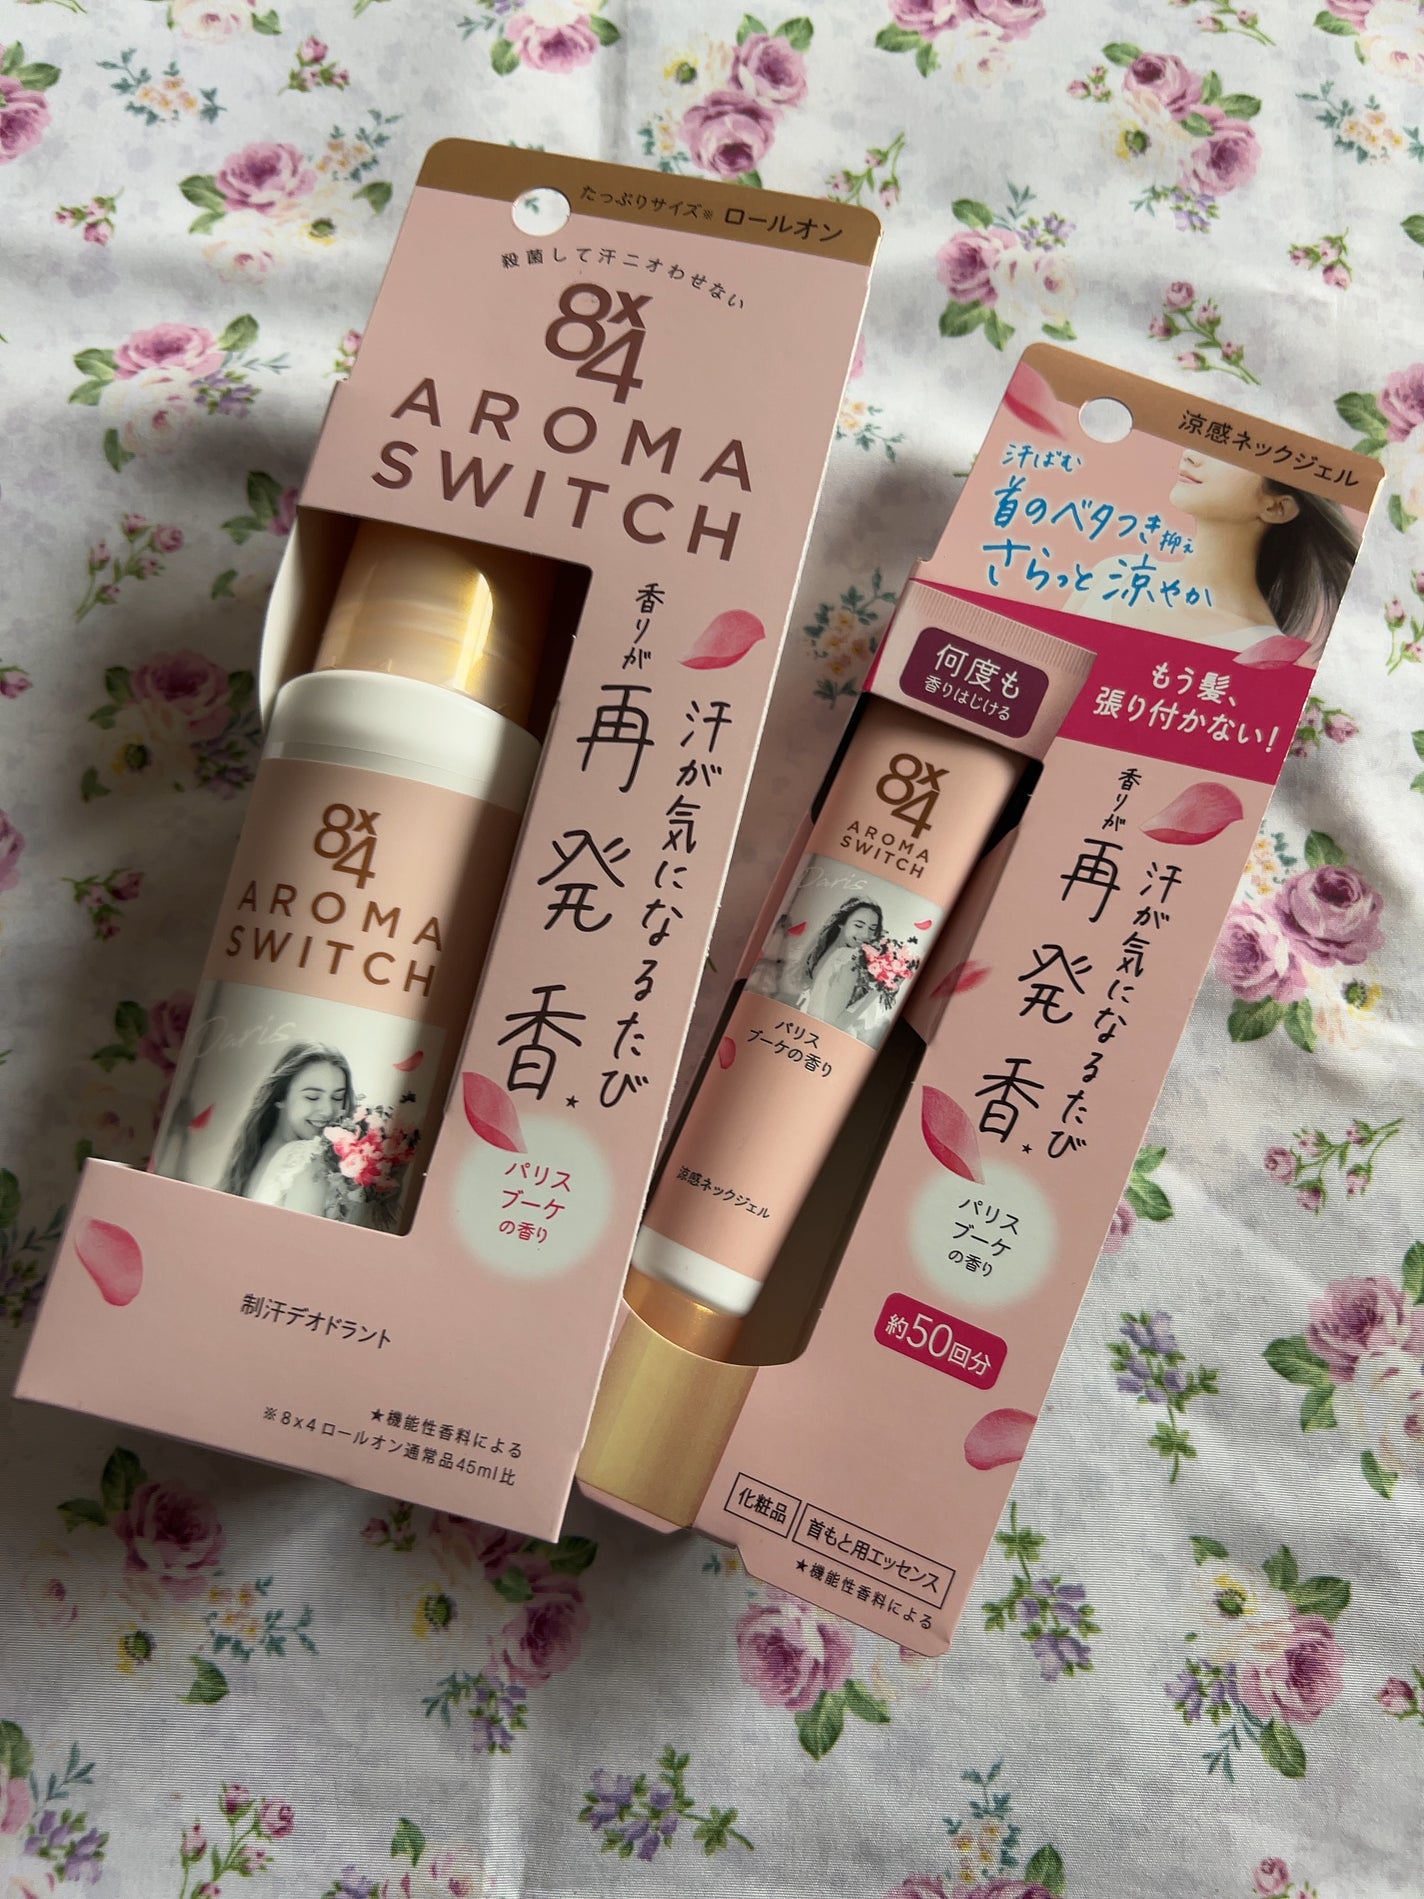 たっぷりサイズ※ ロールオン
殺菌して汗ニオわせない
8x4
AROMA
SWITCH
汗が気になるたび
香りが
再発香★
パリス
ブーケ
の香り
8x4
AROMA
SWITCH
Paris
制汗デオドラント
★機能性香料による
※8x4ロールオン通常品45ml比
涼感ネックジェル
汗ばむ
首のベタつき抑え
さらっと涼やか
もう髪、
張り付かない!
何度も
香りはじける
8x4
AROMA
SWITCH
Paris
パリス
ブーケの香り
涼感ネックジェル
汗が気になるたび
香りが
再発香★
パリス
ブーケ
の香り
約50回分
化粧品 首もと用エッセンス
★機能性香料による